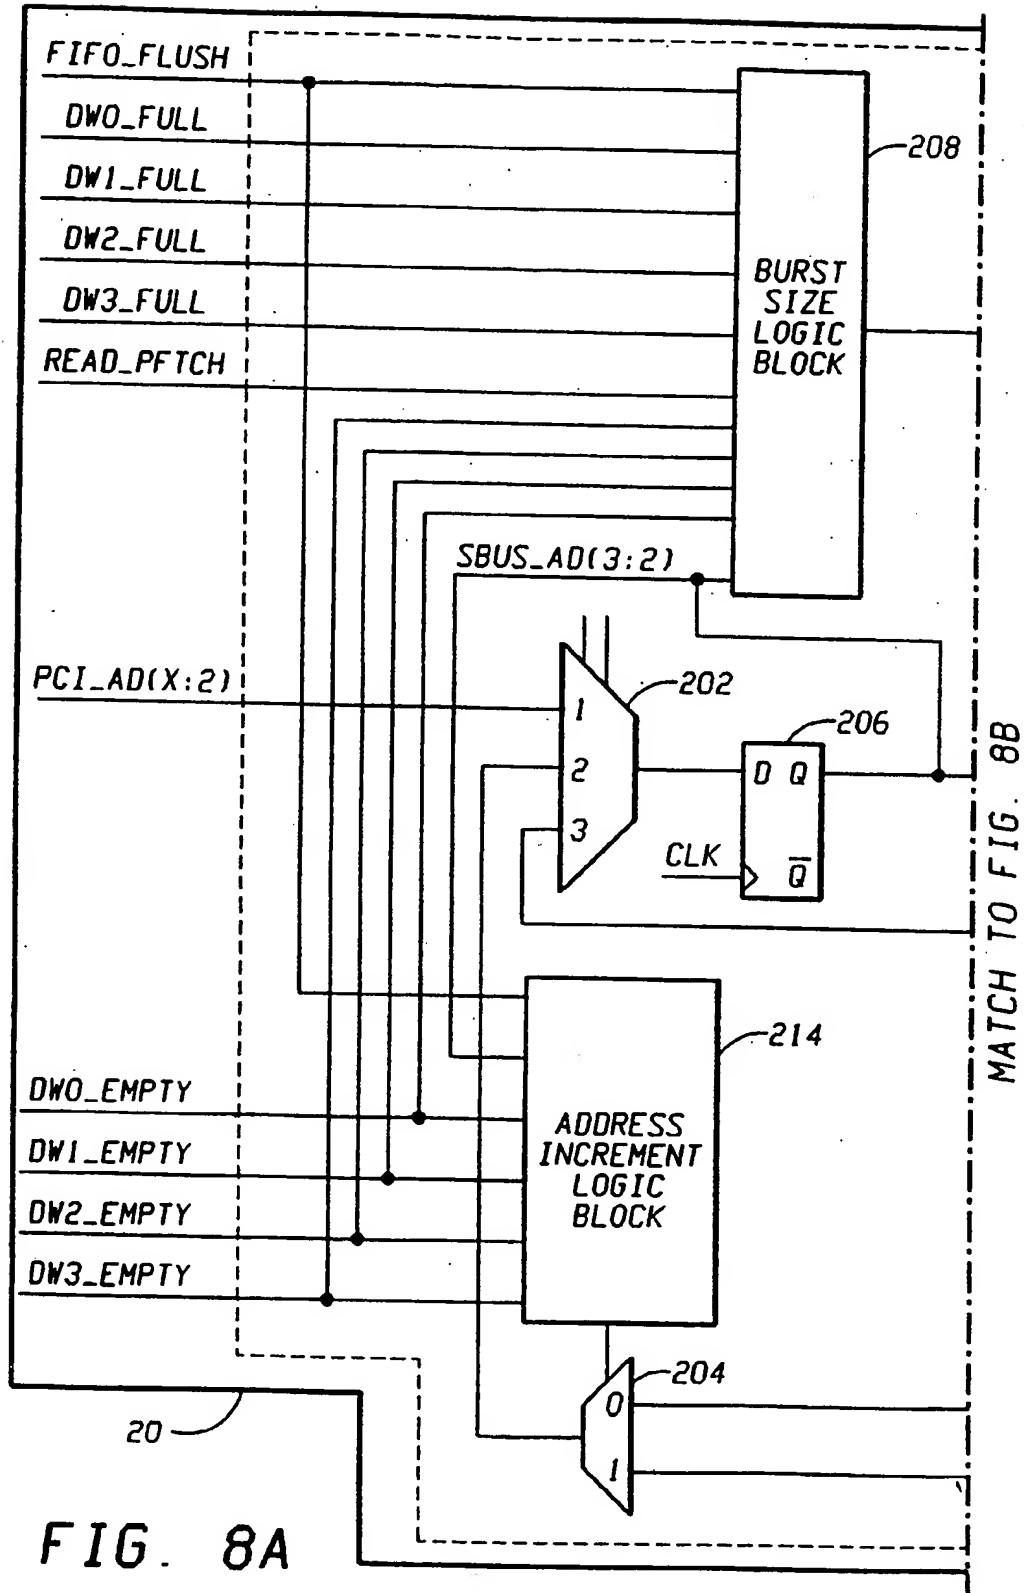 FIFO_FLUSH
DW0_FULL
DW1_FULL
DW2_FULL
DW3_FULL
READ_PFTCH
208
BURST
SIZE
LOGIC
BLOCK
SBUS_AD(3:2)
PCI_AD(X:2)
202
1
2
3
206
D Q
CLK
Q̅
MATCH TO FIG. 8B
214
ADDRESS
INCREMENT
LOGIC
BLOCK
DW0_EMPTY
DW1_EMPTY
DW2_EMPTY
DW3_EMPTY
204
0
1
20
FIG. 8A